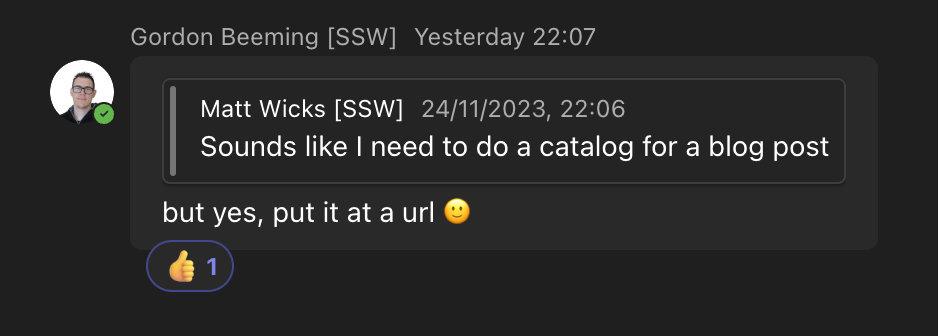 Gordon Beeming [SSW] Yesterday 22:07
Matt Wicks [SSW] 24/11/2023, 22:06
Sounds like I need to do a catalog for a blog post
but yes, put it at a url 🙂
👍 1